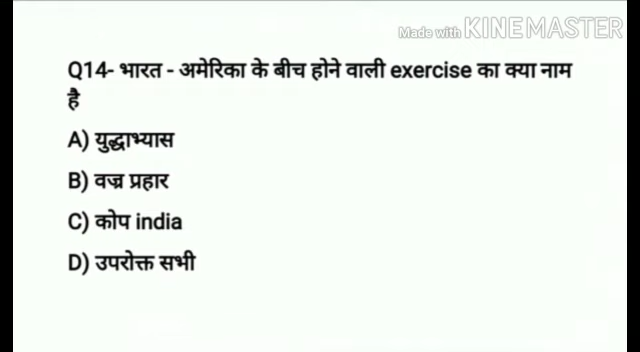 Made with KINEMASTER
Q14- भारत - अमेरिका के बीच होने वाली exercise का क्या नाम
है
A) युद्धाभ्यास
B) वज्र प्रहार
C) कोप india
D) उपरोक्त सभी